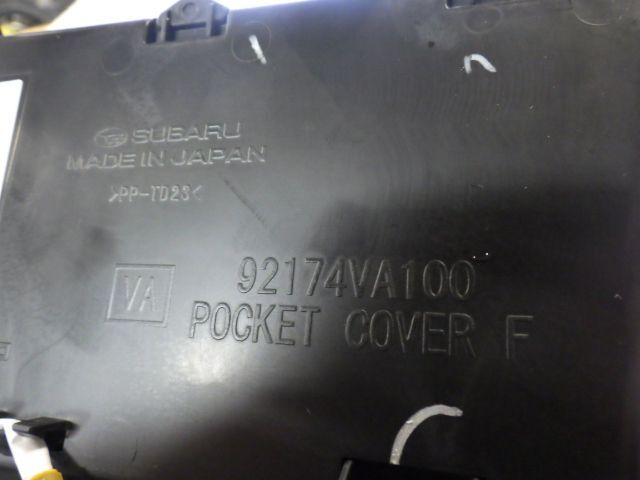 SUBARU
MADE IN JAPAN
>PP-TD23<
VA
92174VA100
POCKET COVER F